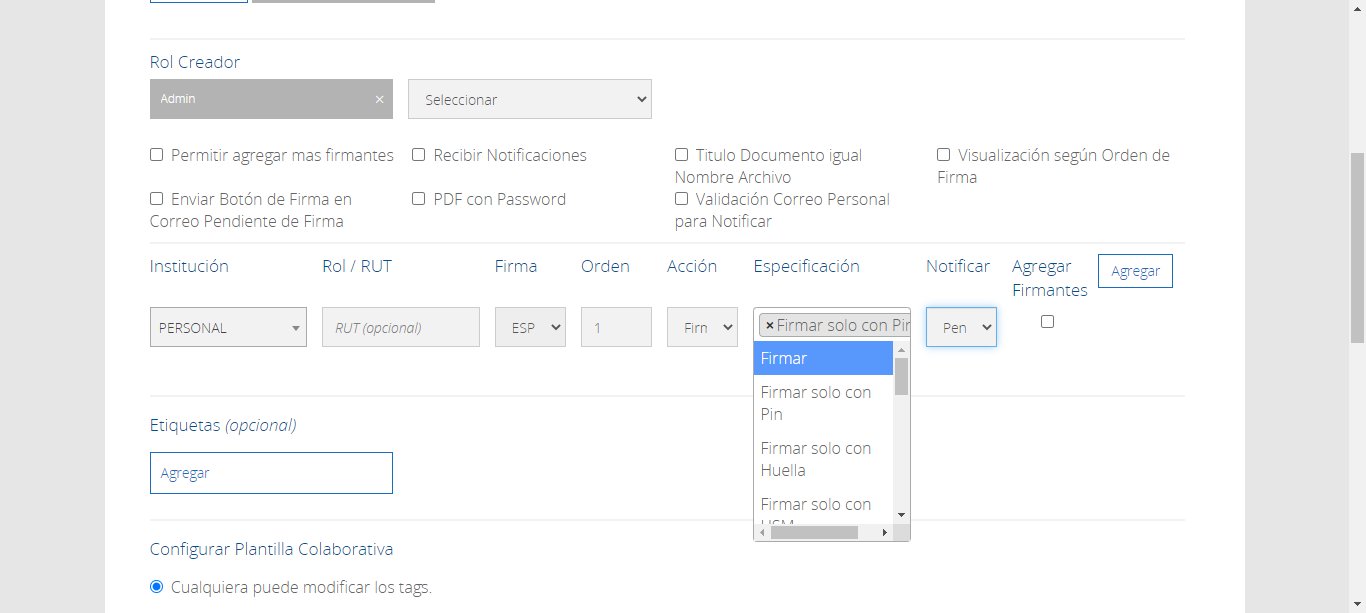 Rol Creador
Admin ×
Seleccionar
Permitir agregar mas firmantes
Recibir Notificaciones
Titulo Documento igual
Nombre Archivo
Visualización según Orden de
Firma
Enviar Botón de Firma en
Correo Pendiente de Firma
PDF con Password
Validación Correo Personal
para Notificar
Institución
Rol / RUT
Firma
Orden
Acción
Especificación
Notificar
Agregar
Firmantes
Agregar
PERSONAL
RUT (opcional)
ESP
1
Firn
× Firmar solo con Pin
Pen
Firmar
Firmar solo con
Pin
Firmar solo con
Huella
Firmar solo con
HSM
Etiquetas (opcional)
Agregar
Configurar Plantilla Colaborativa
Cualquiera puede modificar los tags.